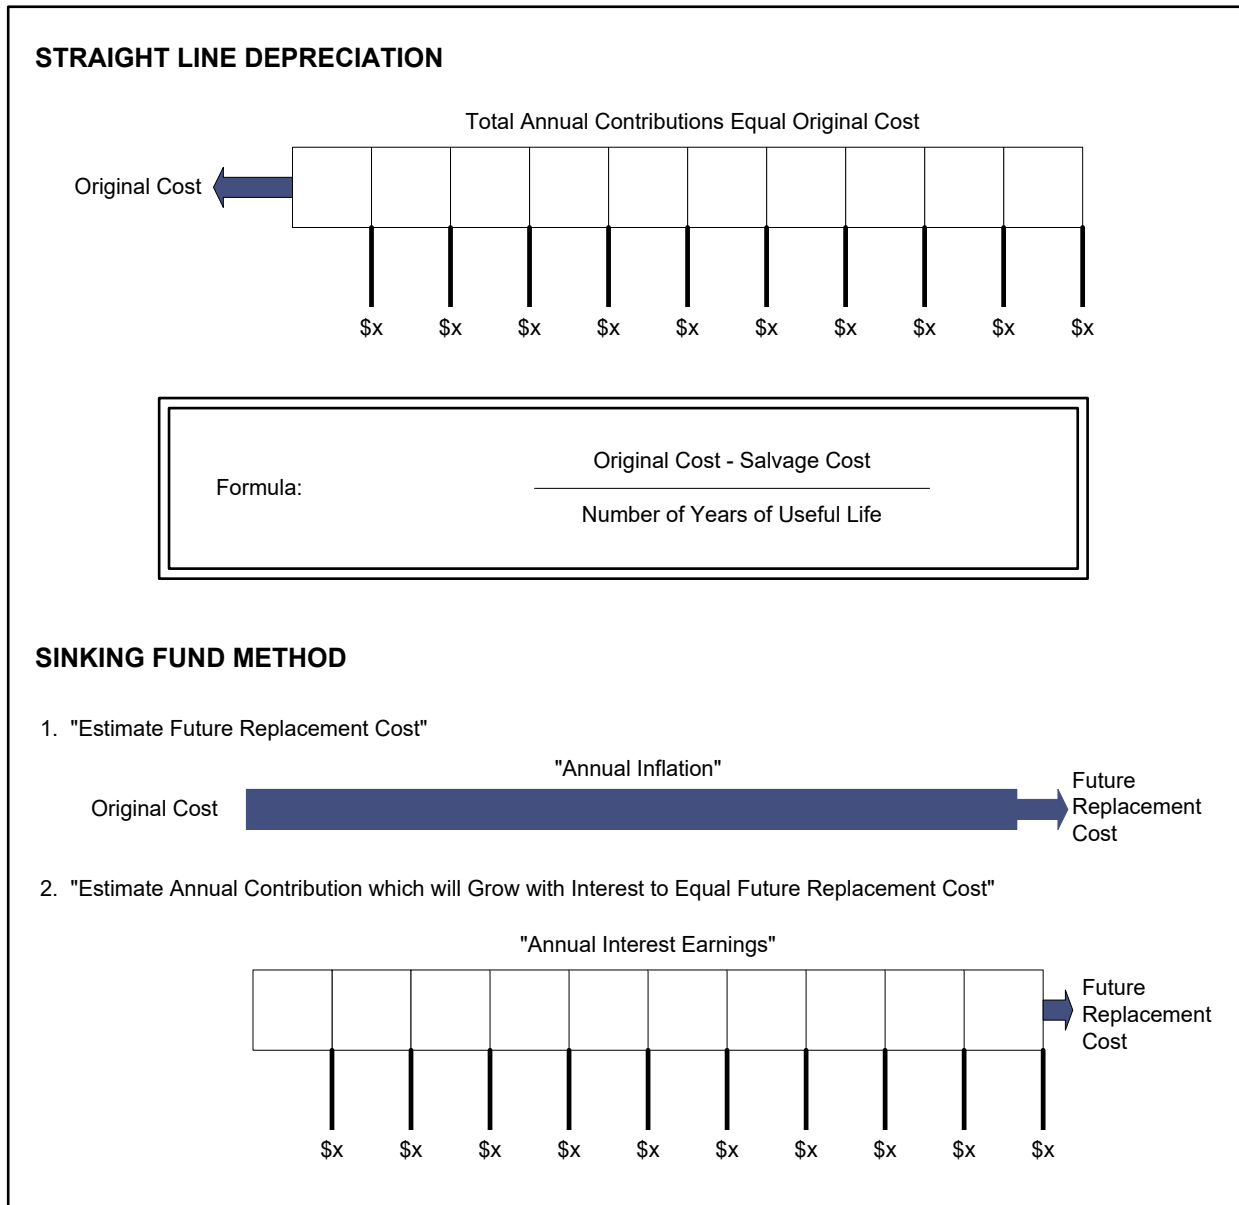 STRAIGHT LINE DEPRECIATION
Total Annual Contributions Equal Original Cost
Original Cost
$x $x $x $x $x $x $x $x $x $x
Original Cost - Salvage Cost
Formula:
Number of Years of Useful Life
SINKING FUND METHOD
1. "Estimate Future Replacement Cost"
"Annual Inflation"
Original Cost
Future
Replacement
Cost
2. "Estimate Annual Contribution which will Grow with Interest to Equal Future Replacement Cost"
"Annual Interest Earnings"
Future
Replacement
Cost
$x $x $x $x $x $x $x $x $x $x